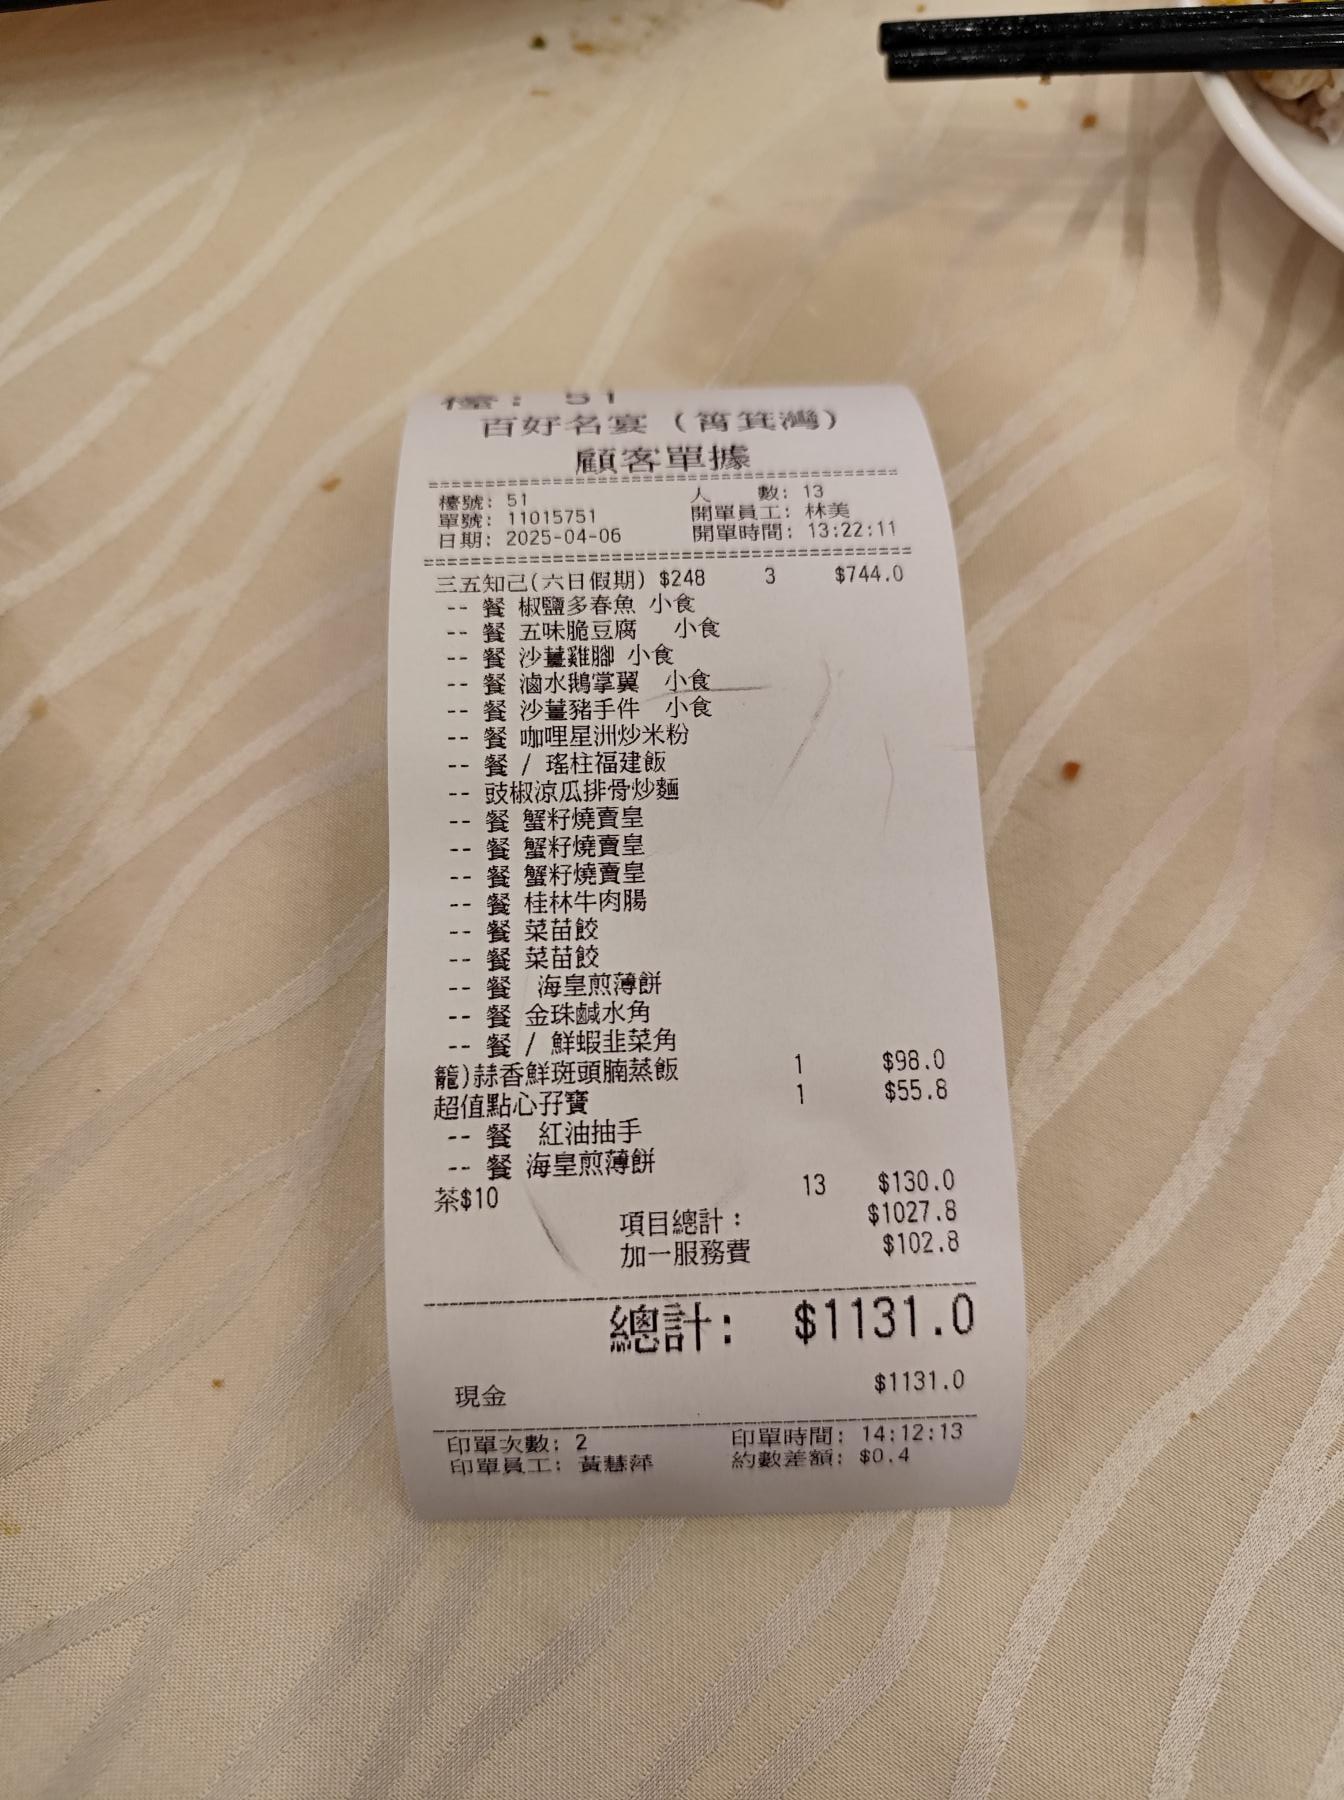 檯: 51
百好名宴 (筲箕灣)
顧客單據
檯號: 51 人 數: 13
單號: 11015751 開單員工: 林美
日期: 2025-04-06 開單時間: 13:22:11
三五知己(六日假期) $248 3 $744.0
-- 餐 椒鹽多春魚 小食
-- 餐 五味脆豆腐 小食
-- 餐 沙薑雞腳 小食
-- 餐 滷水鵝掌翼 小食
-- 餐 沙薑豬手件 小食
-- 餐 咖哩星洲炒米粉
-- 餐 / 瑤柱福建飯
-- 豉椒涼瓜排骨炒麵
-- 餐 蟹籽燒賣皇
-- 餐 蟹籽燒賣皇
-- 餐 蟹籽燒賣皇
-- 餐 桂林牛肉腸
-- 餐 菜苗餃
-- 餐 菜苗餃
-- 餐 海皇煎薄餅
-- 餐 金珠鹹水角
-- 餐 / 鮮蝦韭菜角
籠)蒜香鮮斑頭腩蒸飯 1 $98.0
超值點心孖寶 1 $55.8
-- 餐 紅油抽手
-- 餐 海皇煎薄餅
茶$10 13 $130.0
項目總計: $1027.8
加一服務費 $102.8
總計: $1131.0
現金 $1131.0
印單次數: 2 印單時間: 14:12:13
印單員工: 黃慧萍 約數差額: $0.4